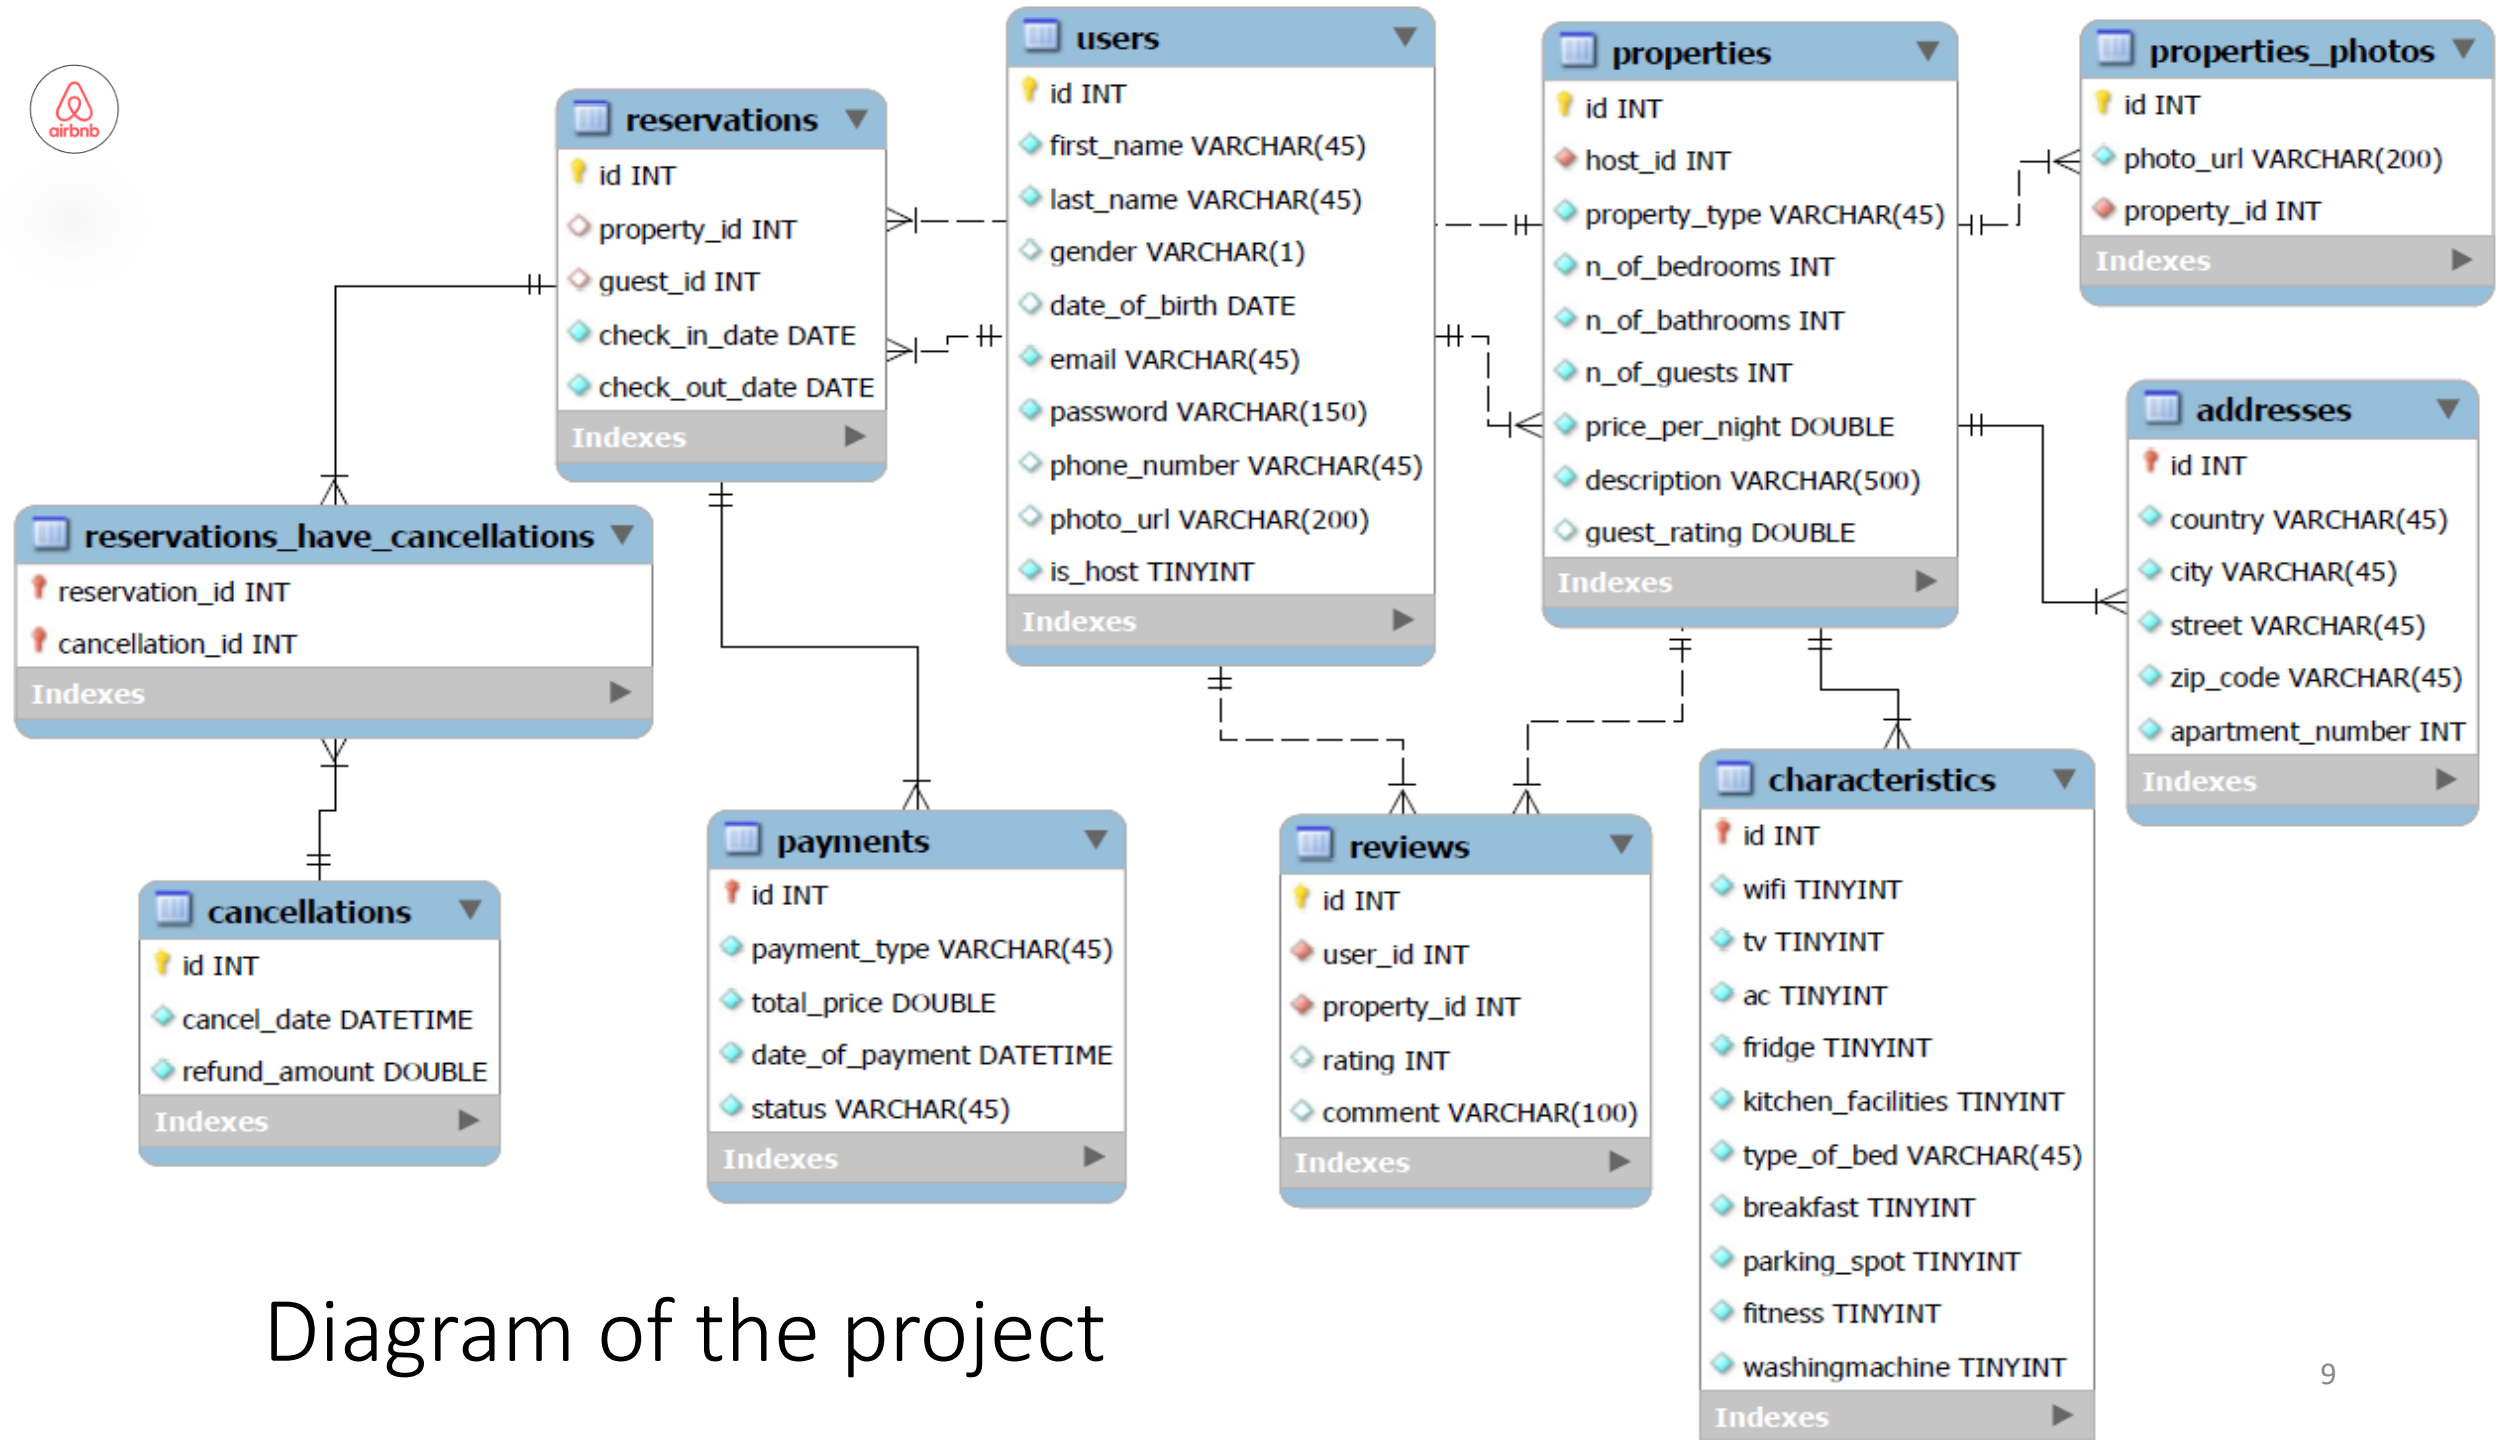 airbnb
reservations
id INT
property_id INT
guest_id INT
check_in_date DATE
check_out_date DATE
Indexes
users
id INT
first_name VARCHAR(45)
last_name VARCHAR(45)
gender VARCHAR(1)
date_of_birth DATE
email VARCHAR(45)
password VARCHAR(150)
phone_number VARCHAR(45)
photo_url VARCHAR(200)
is_host TINYINT
Indexes
properties
id INT
host_id INT
property_type VARCHAR(45)
n_of_bedrooms INT
n_of_bathrooms INT
n_of_guests INT
price_per_night DOUBLE
description VARCHAR(500)
guest_rating DOUBLE
Indexes
properties_photos
id INT
photo_url VARCHAR(200)
property_id INT
Indexes
addresses
id INT
country VARCHAR(45)
city VARCHAR(45)
street VARCHAR(45)
zip_code VARCHAR(45)
apartment_number INT
Indexes
reservations_have_cancellations
reservation_id INT
cancellation_id INT
Indexes
cancellations
id INT
cancel_date DATETIME
refund_amount DOUBLE
Indexes
payments
id INT
payment_type VARCHAR(45)
total_price DOUBLE
date_of_payment DATETIME
status VARCHAR(45)
Indexes
reviews
id INT
user_id INT
property_id INT
rating INT
comment VARCHAR(100)
Indexes
characteristics
id INT
wifi TINYINT
tv TINYINT
ac TINYINT
fridge TINYINT
kitchen_facilities TINYINT
type_of_bed VARCHAR(45)
breakfast TINYINT
parking_spot TINYINT
fitness TINYINT
washingmachine TINYINT
Indexes
Diagram of the project
9